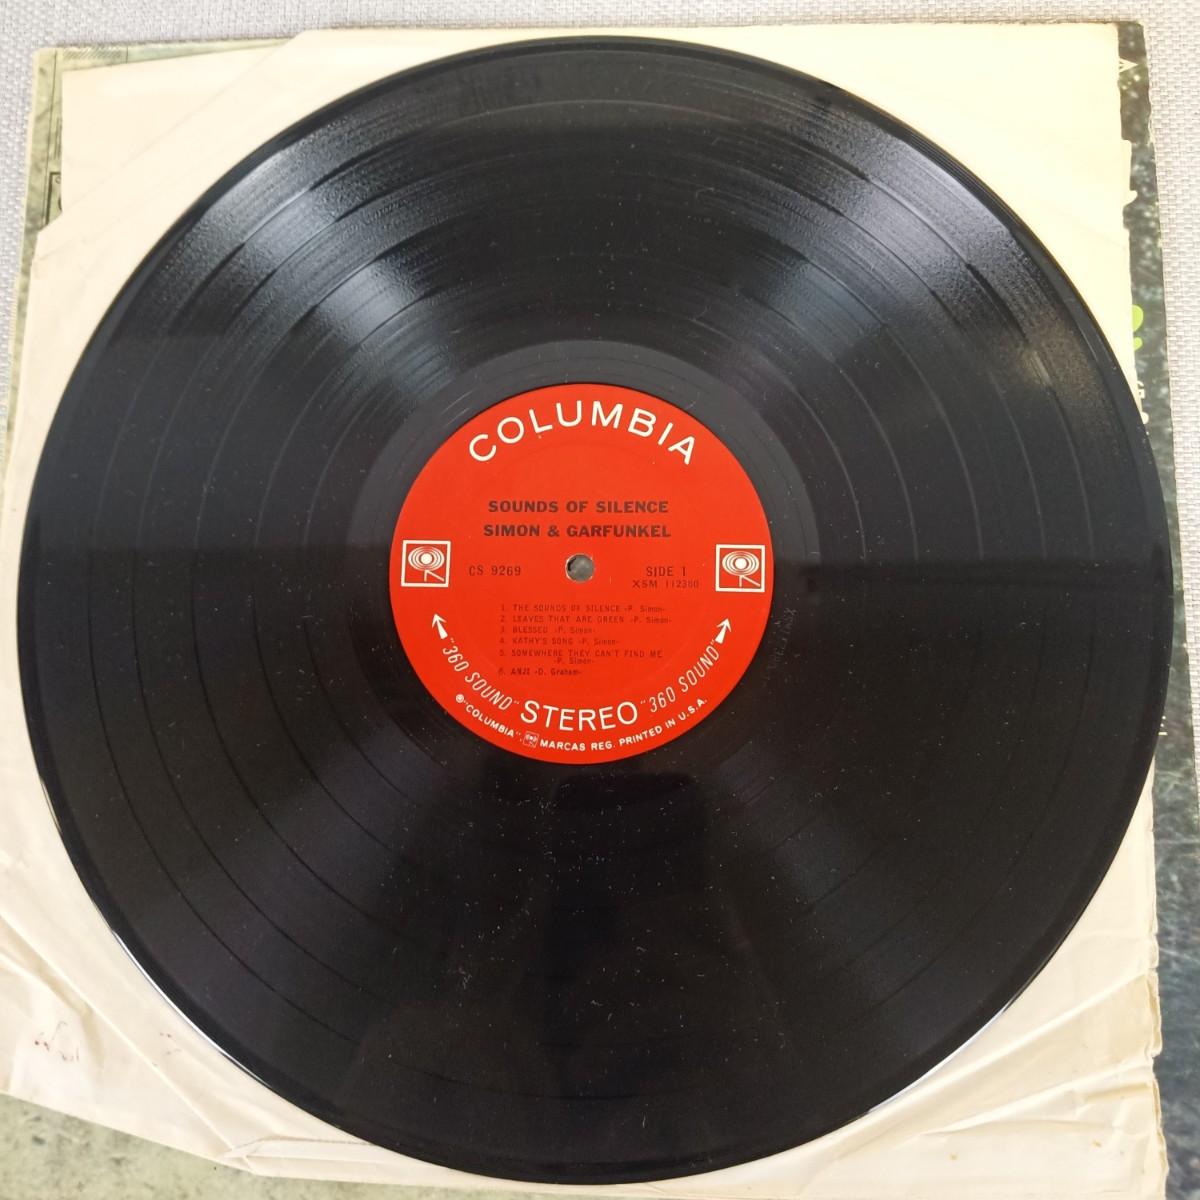 COLUMBIA
SOUNDS OF SILENCE
SIMON & GARFUNKEL
CS 9269
SIDE 1
XSM 112380
1. THE SOUNDS OF SILENCE -P. Simon-
2. LEAVES THAT ARE GREEN -P. Simon-
3. BLESSED -P. Simon-
4. KATHY'S SONG -P. Simon-
5. SOMEWHERE THEY CAN'T FIND ME
-P. Simon-
6. ANJI -D. Graham-
"360 SOUND" STEREO "360 SOUND"
® "COLUMBIA", MARCAS REG. PRINTED IN U.S.A.